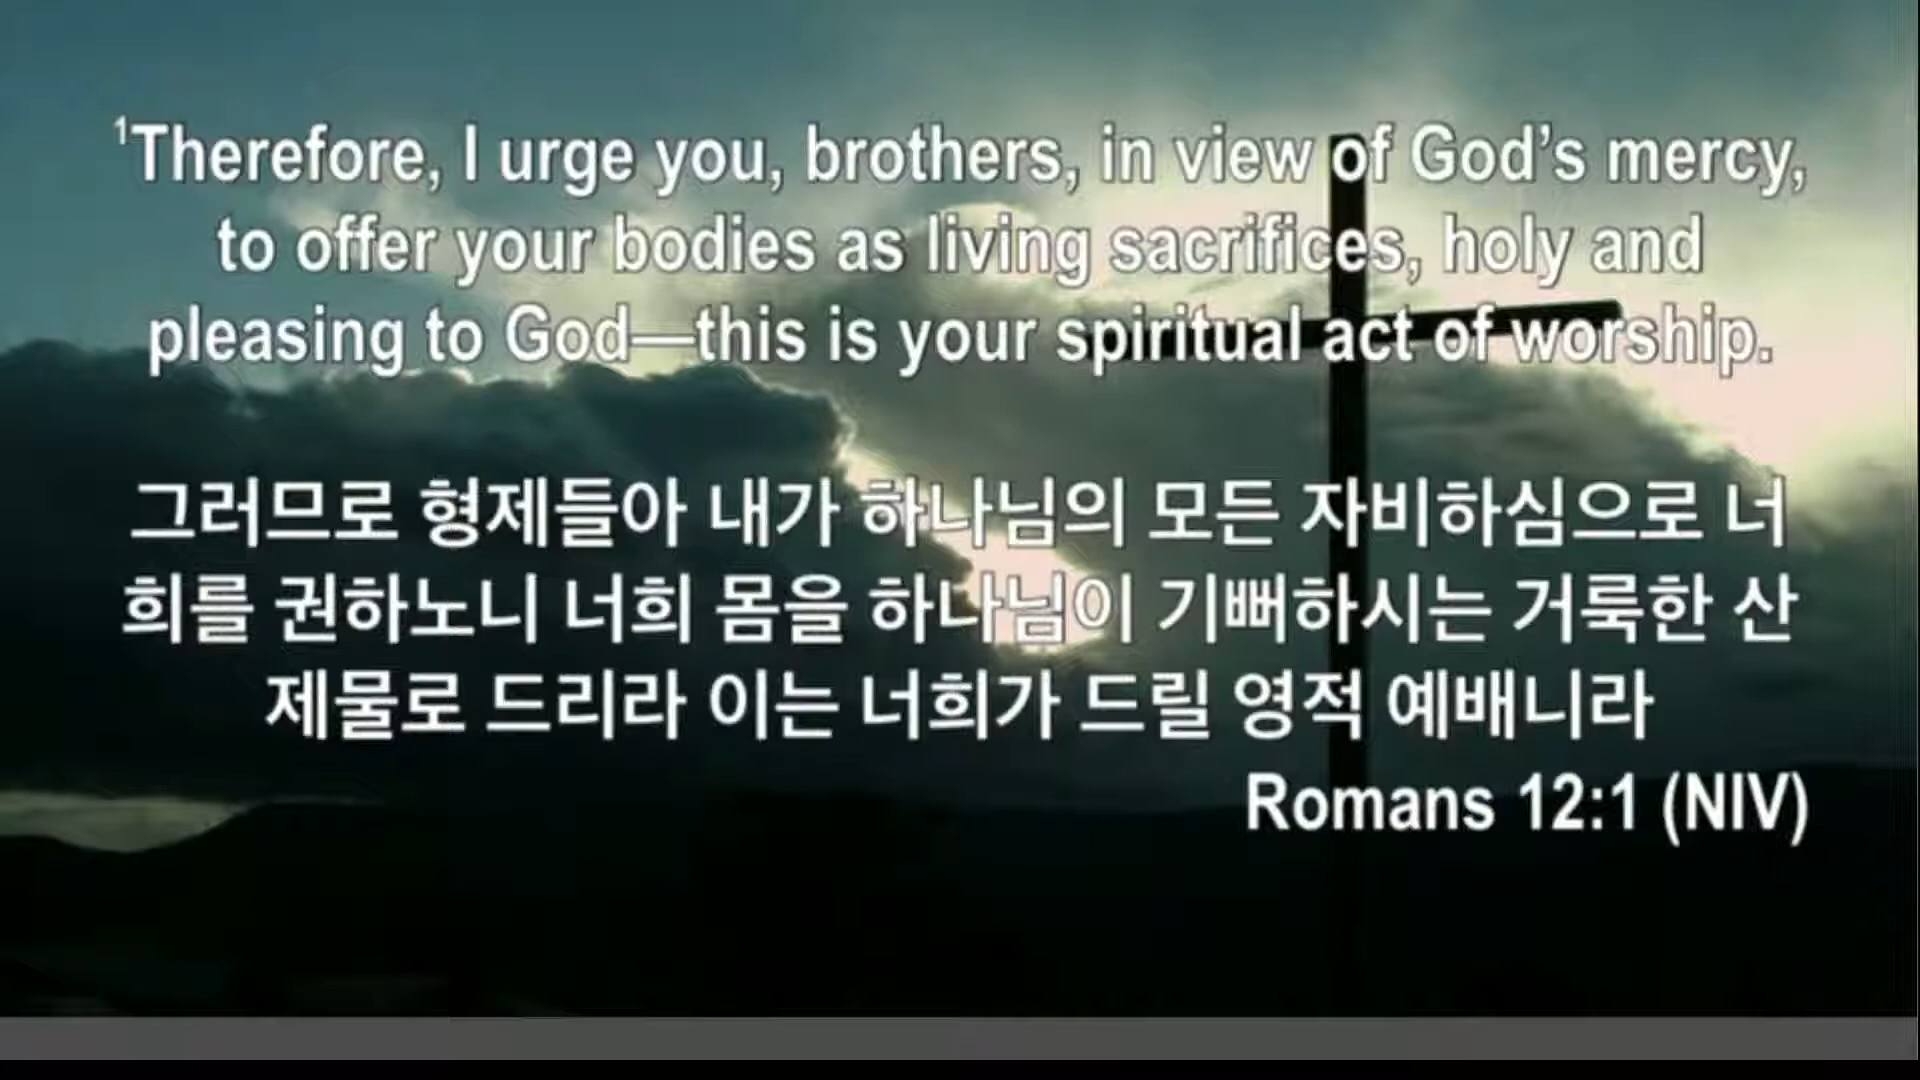 ¹Therefore, I urge you, brothers, in view of God’s mercy,
to offer your bodies as living sacrifices, holy and
pleasing to God—this is your spiritual act of worship.
그러므로 형제들아 내가 하나님의 모든 자비하심으로 너
희를 권하노니 너희 몸을 하나님이 기뻐하시는 거룩한 산
제물로 드리라 이는 너희가 드릴 영적 예배니라
Romans 12:1 (NIV)